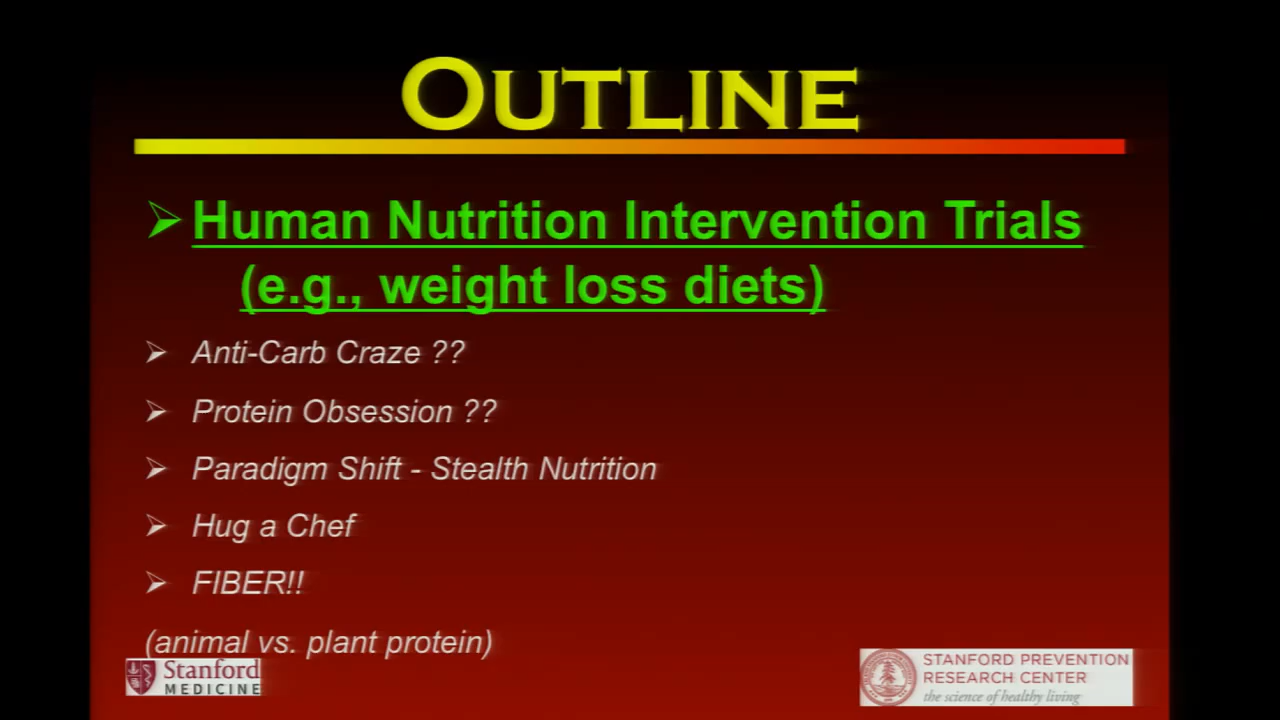 OUTLINE
➢ Human Nutrition Intervention Trials
(e.g., weight loss diets)
➢ Anti-Carb Craze ??
➢ Protein Obsession ??
➢ Paradigm Shift - Stealth Nutrition
➢ Hug a Chef
➢ FIBER!!
(animal vs. plant protein)
Stanford
MEDICINE
STANFORD PREVENTION
RESEARCH CENTER
the science of healthy living